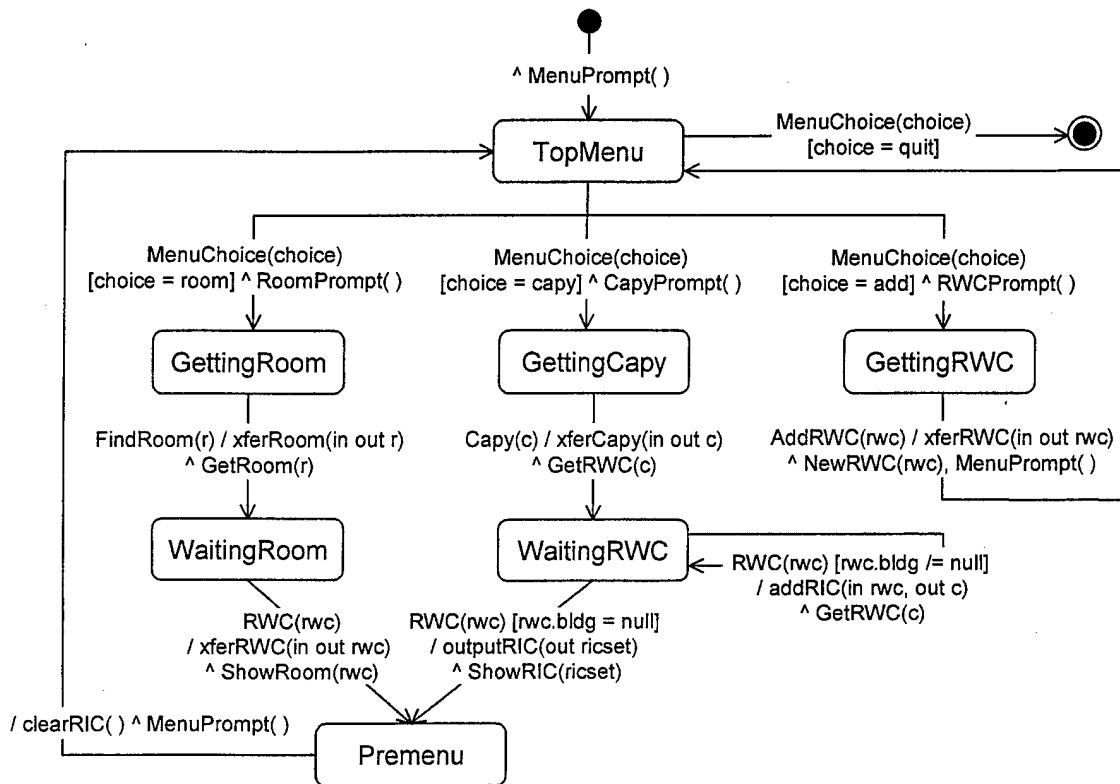 ^ MenuPrompt( )
TopMenu
MenuChoice(choice)
[choice = quit]
MenuChoice(choice)
[choice = room] ^ RoomPrompt( )
MenuChoice(choice)
[choice = capy] ^ CapyPrompt( )
MenuChoice(choice)
[choice = add] ^ RWCPrompt( )
GettingRoom
GettingCapy
GettingRWC
FindRoom(r) / xferRoom(in out r)
^ GetRoom(r)
Capy(c) / xferCapy(in out c)
^ GetRWC(c)
AddRWC(rwc) / xferRWC(in out rwc)
^ NewRWC(rwc), MenuPrompt( )
WaitingRoom
WaitingRWC
RWC(rwc) [rwc.bldg /= null]
/ addRIC(in rwc, out c)
^ GetRWC(c)
RWC(rwc)
/ xferRWC(in out rwc)
^ ShowRoom(rwc)
RWC(rwc) [rwc.bldg = null]
/ outputRIC(out ricset)
^ ShowRIC(ricset)
/ clearRIC( ) ^ MenuPrompt( )
Premenu